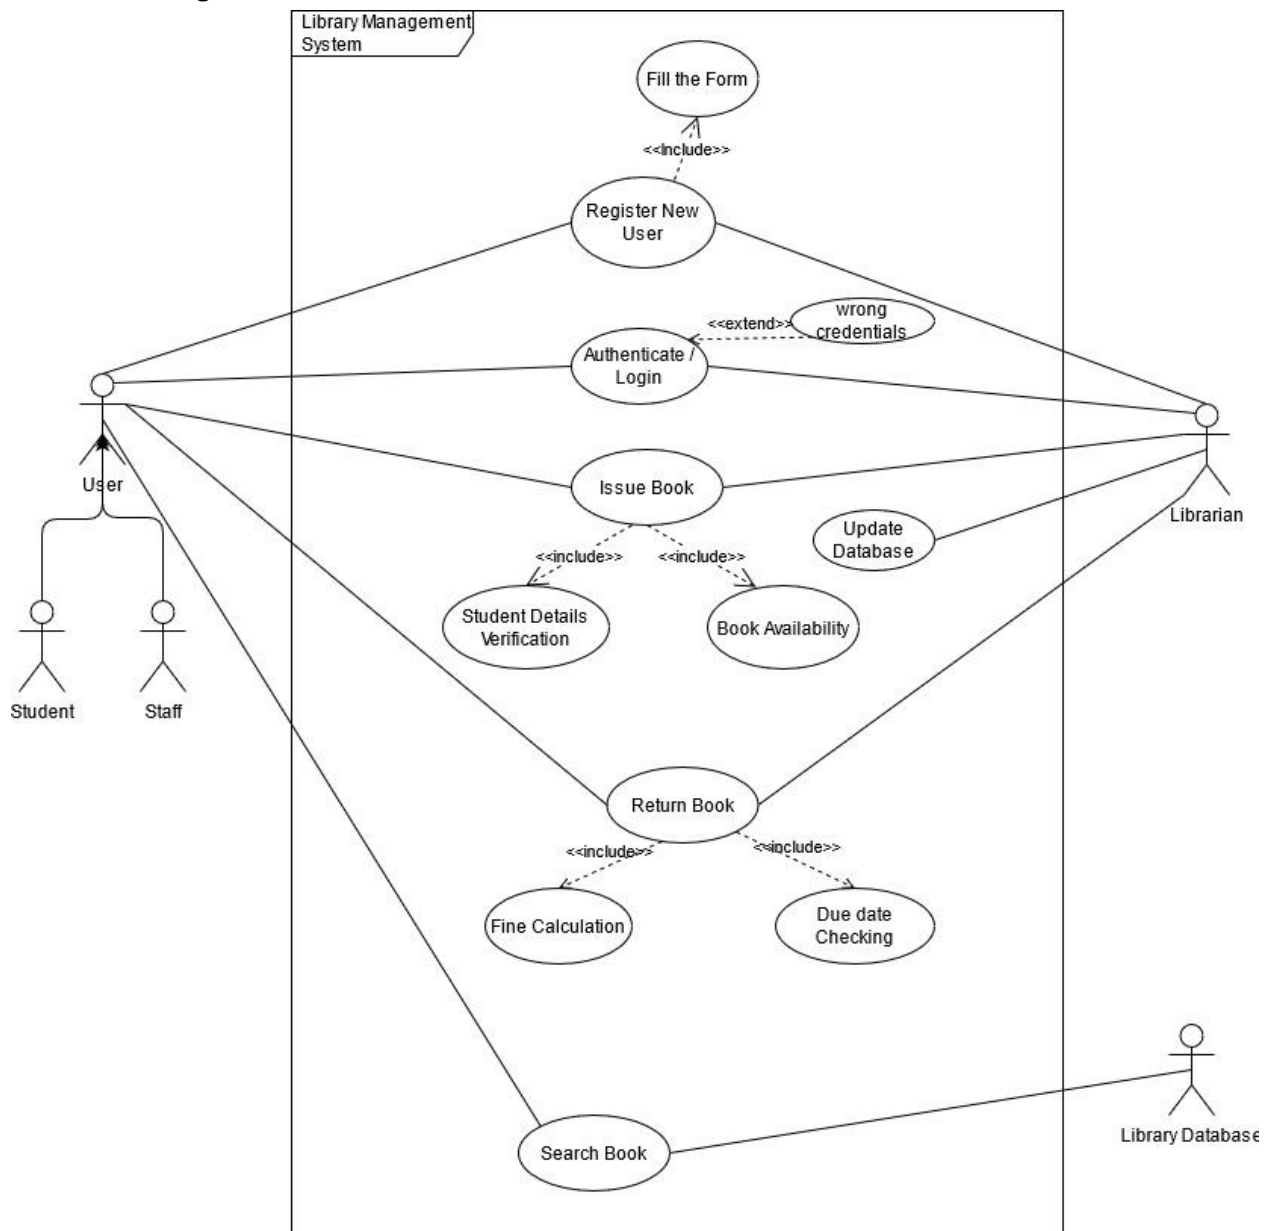 Library Management
System
Fill the Form
<<Include>>
Register New
User
<<extend>>
wrong
credentials
Authenticate /
Login
User
Issue Book
Update
Database
Librarian
<<include>>
<<include>>
Student Details
Verification
Book Availability
Student
Staff
Return Book
<<include>>
<<include>>
Fine Calculation
Due date
Checking
Search Book
Library Database